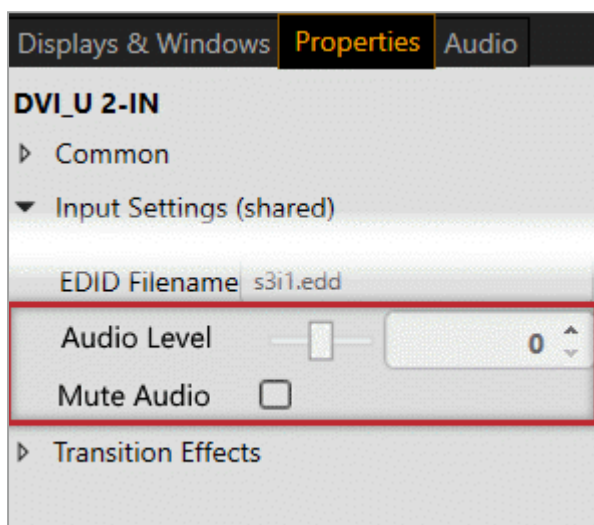 Displays & Windows Properties Audio
DVI_U 2-IN
Common
Input Settings (shared)
EDID Filename s3i1.edd
Audio Level 0
Mute Audio
Transition Effects